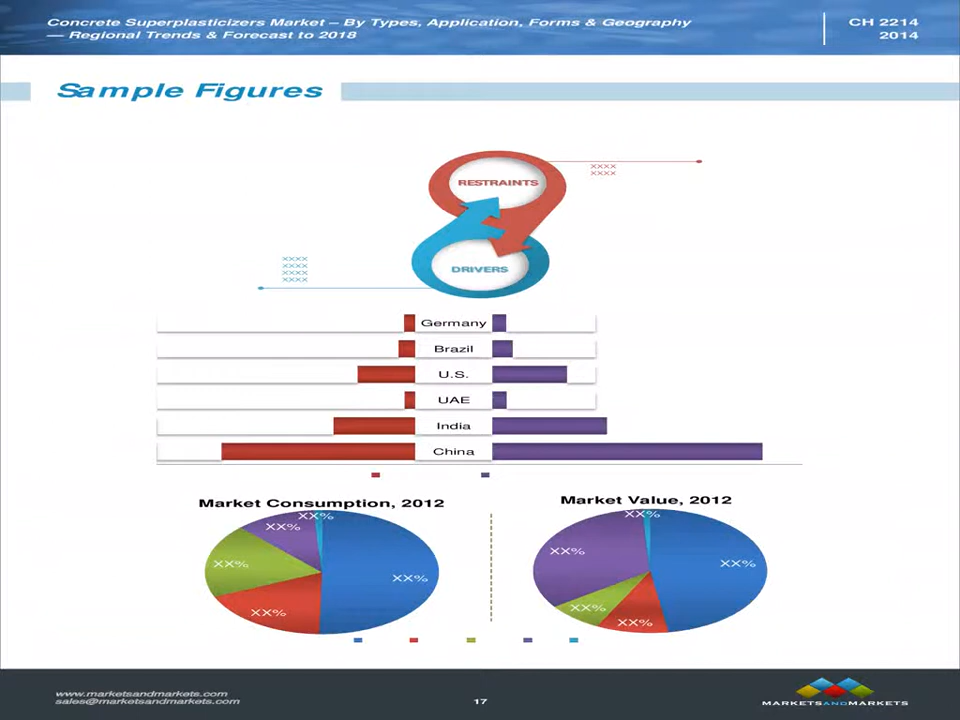 Concrete Superplasticizers Market – By Types, Application, Forms & Geography
— Regional Trends & Forecast to 2018
CH 2214
2014
Sample Figures
RESTRAINTS
XXXX
XXXX
XXXX
XXXX
XXXX
XXXX
DRIVERS
Germany
Brazil
U.S.
UAE
India
China
Market Consumption, 2012
XX%
XX%
XX%
XX%
XX%
Market Value, 2012
XX%
XX%
XX%
XX%
XX%
www.marketsandmarkets.com
sales@marketsandmarkets.com
17
MARKETSANDMARKETS